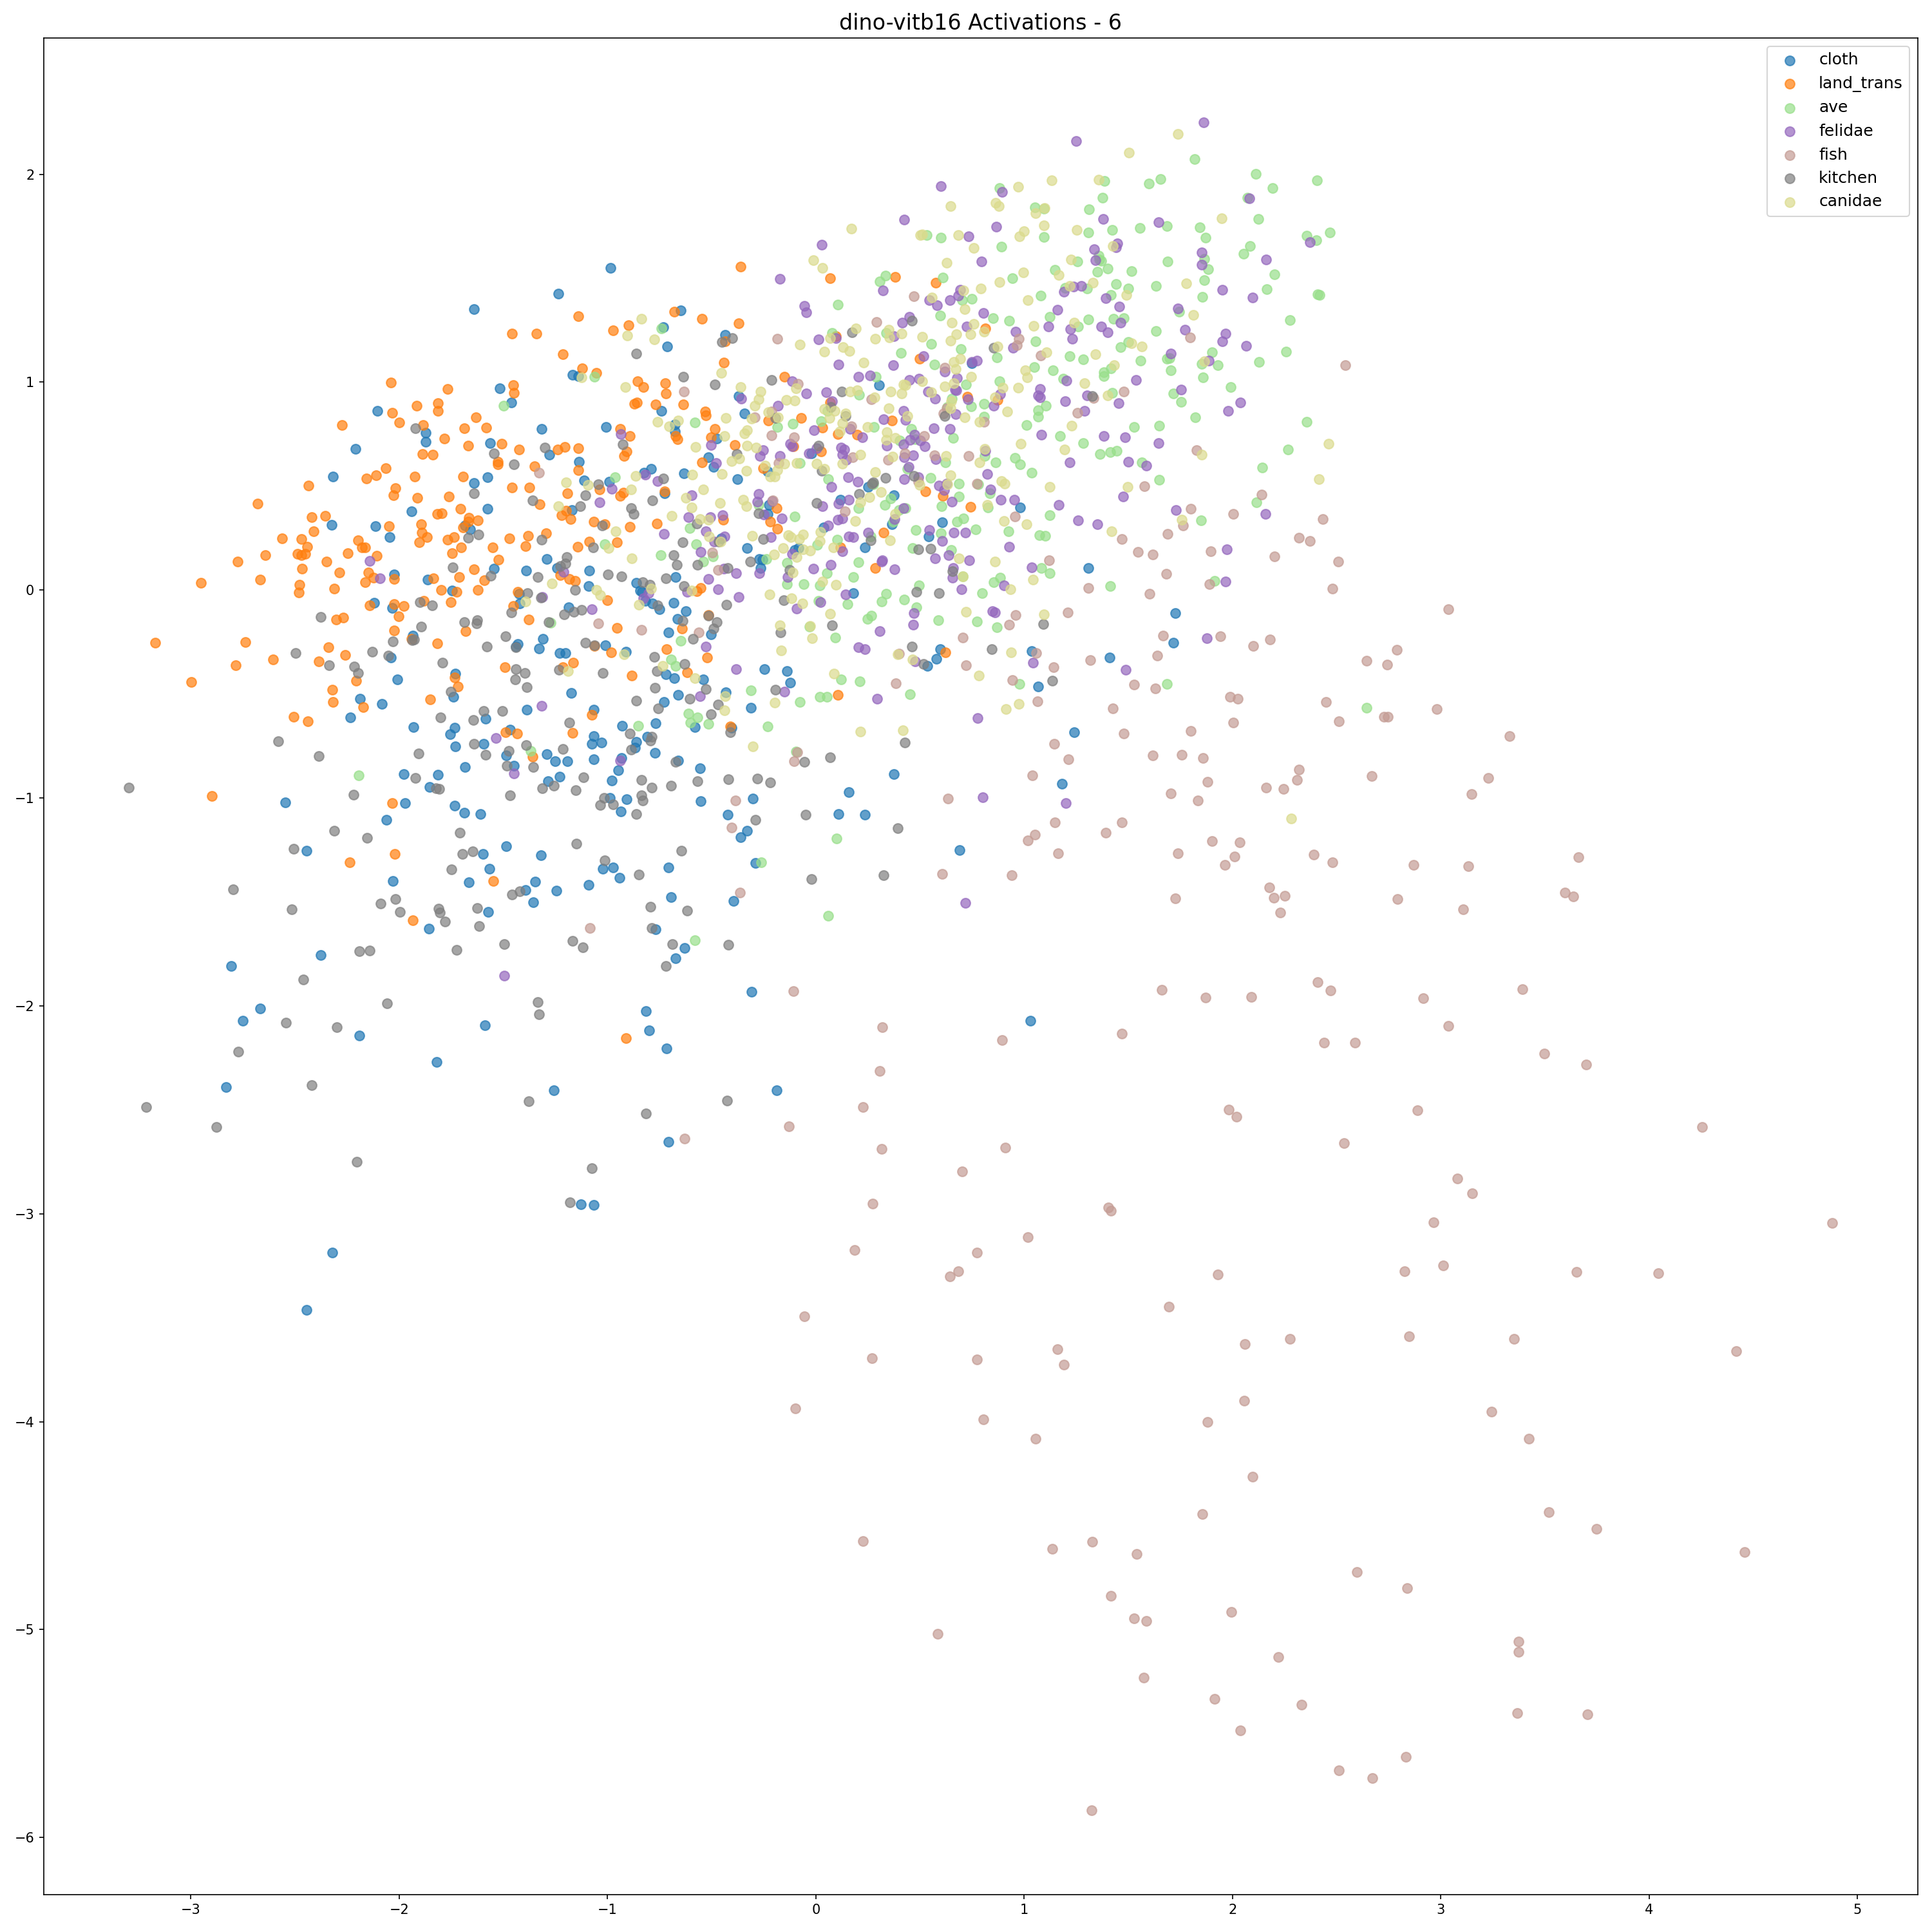 dino-vitb16 Activations - 6
cloth
land_trans
ave
felidae
fish
kitchen
canidae
2
1
0
−1
−2
−3
−4
−5
−6
−3 −2 −1 0 1 2 3 4 5